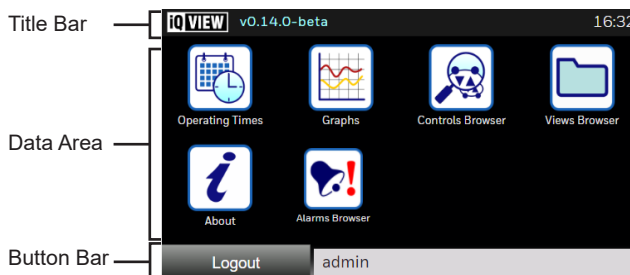 Title Bar
iQ VIEW v0.14.0-beta 16:32
Data Area
Operating Times Graphs Controls Browser Views Browser
About Alarms Browser
Button Bar
Logout admin